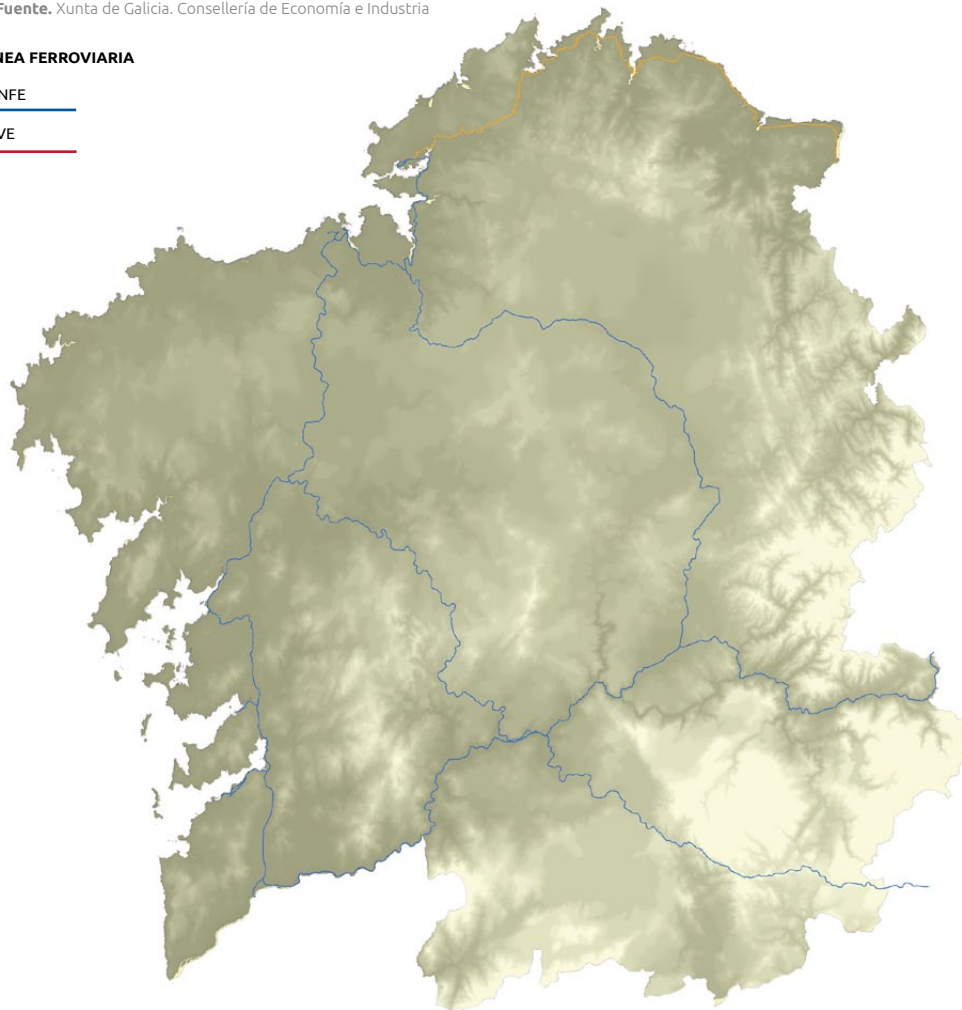 Fuente. Xunta de Galicia. Consellería de Economía e Industria
NEA FERROVIARIA
NFE
VE